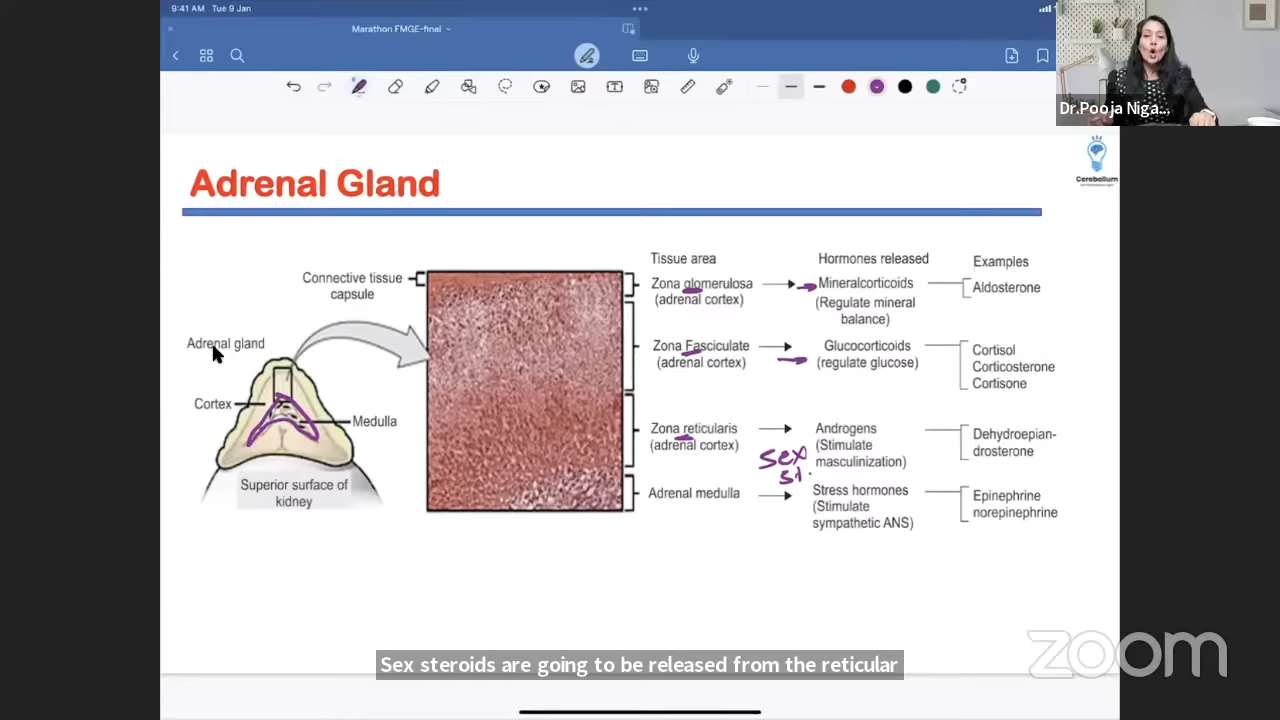 9:41 AM Tue 9 Jan
Marathon FMGE-final
Dr.Pooja Niga...
Cerebellum
Adrenal Gland
Tissue area
Hormones released
Examples
Connective tissue
capsule
Zona glomerulosa
(adrenal cortex)
Mineralcorticoids
(Regulate mineral
balance)
Aldosterone
Adrenal gland
Zona Fasciculate
(adrenal cortex)
Glucocorticoids
(regulate glucose)
Cortisol
Corticosterone
Cortisone
Cortex
Medulla
Zona reticularis
(adrenal cortex)
Androgens
(Stimulate
masculinization)
Dehydroepian-
drosterone
sex
st
Superior surface of
kidney
Adrenal medulla
Stress hormones
(Stimulate
sympathetic ANS)
Epinephrine
norepinephrine
zoom
Sex steroids are going to be released from the reticular